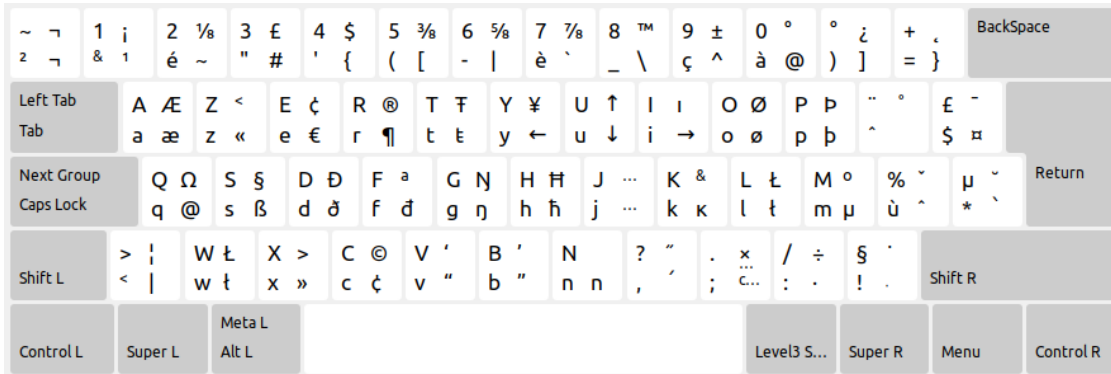 ~ ¬ 1 ¡ 2 ⅛ 3 £ 4 $ 5 ⅜ 6 ⅝ 7 ⅞ 8 ™ 9 ± 0 ° ° ¿ + ˛ BackSpace
² ¬ & ¹ é ~ " # ' { ( [ - | è ` _ \ ç ^ à @ ) ] = }
Left Tab A Æ Z < E ¢ R ® T Ŧ Y ¥ U ↑ I ı O Ø P Þ ¨ ° £ ¯
Tab a æ z « e € r ¶ t ŧ y ← u ↓ i → o ø p þ ^ $ ¤
Next Group Q Ω S § D Ð F ª G Ŋ H Ħ J ... K & L Ł M º % ˇ µ ˘ Return
Caps Lock q @ s ß d ð f đ g ŋ h ħ j ... k ĸ l ł m µ ù ^ * `
> ¦ W Ł X > C © V ‘ B ’ N ? ˝ . × ... / ÷ § ˙
Shift L < | w ł x » c ¢ v “ b ” n n , ´ ; c... : · ! . Shift R
Meta L
Control L Super L Alt L Level3 S... Super R Menu Control R